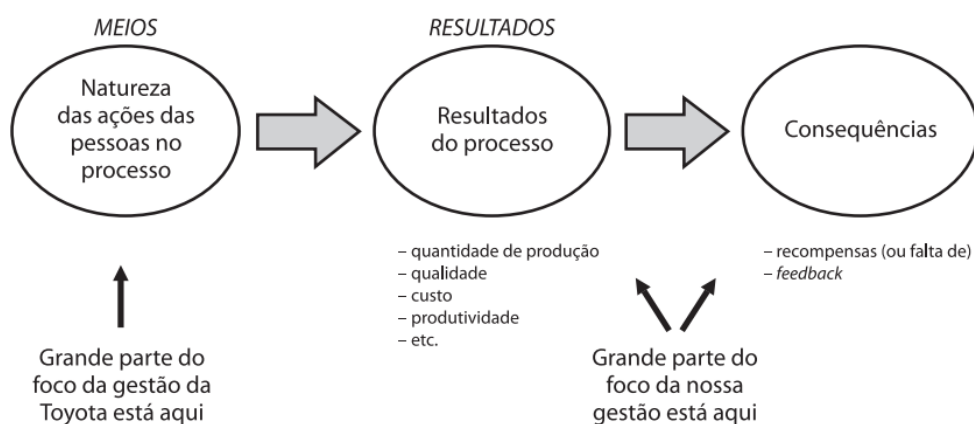 MEIOS
RESULTADOS
Natureza
das ações das
pessoas no
processo
Resultados
do processo
Consequências
– quantidade de produção
– qualidade
– custo
– produtividade
– etc.
– recompensas (ou falta de)
– feedback
Grande parte do
foco da gestão da
Toyota está aqui
Grande parte do
foco da nossa
gestão está aqui